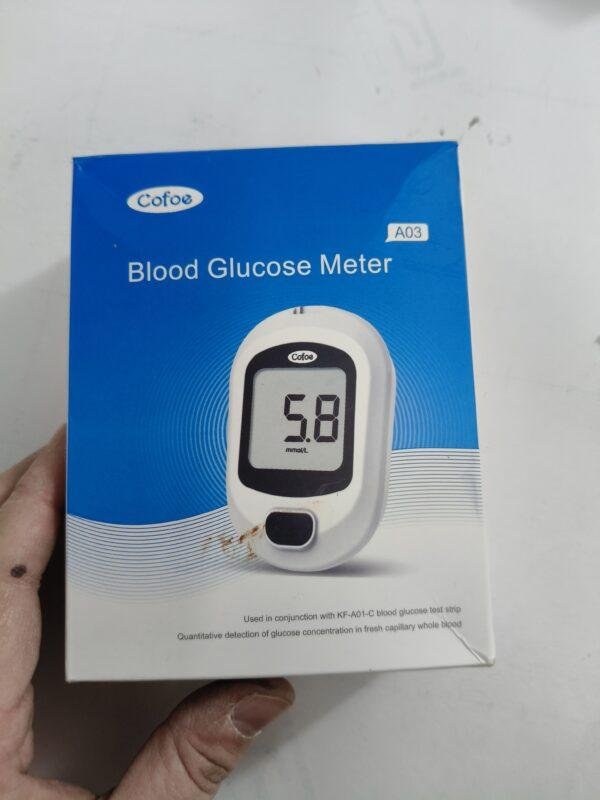 Cofoe
A03
Blood Glucose Meter
Cofoe
5.8
mmol/L
Used in conjunction with KF-A01-C blood glucose test strip
Quantitative detection of glucose concentration in fresh capillary whole blood